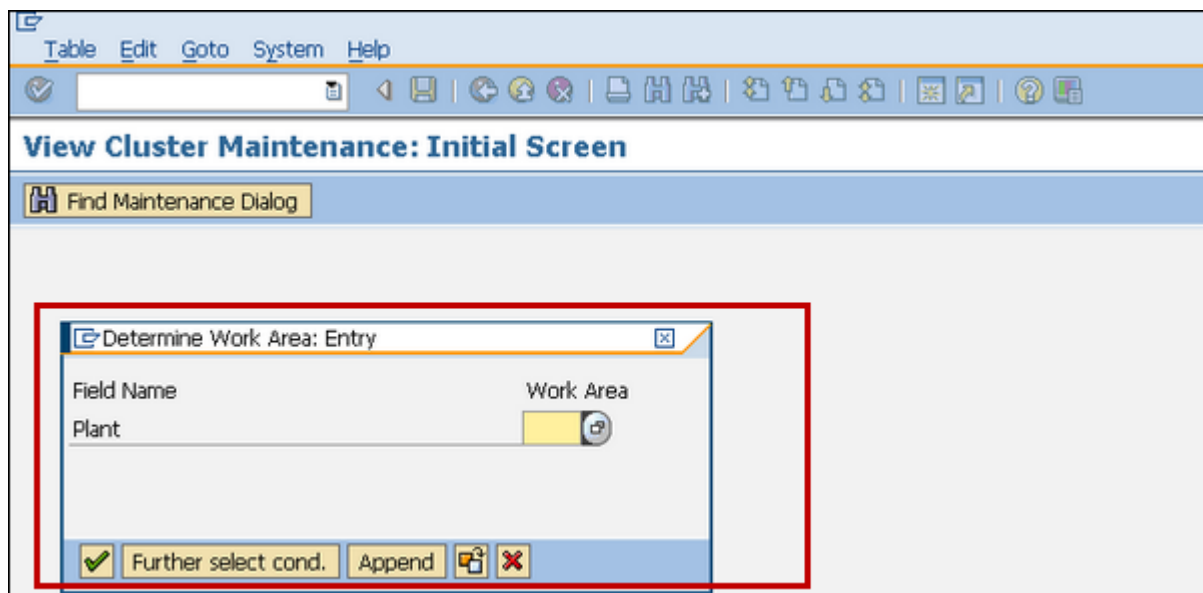 Table Edit Goto System Help
View Cluster Maintenance: Initial Screen
Find Maintenance Dialog
Determine Work Area: Entry
Field Name Work Area
Plant
Further select cond. Append